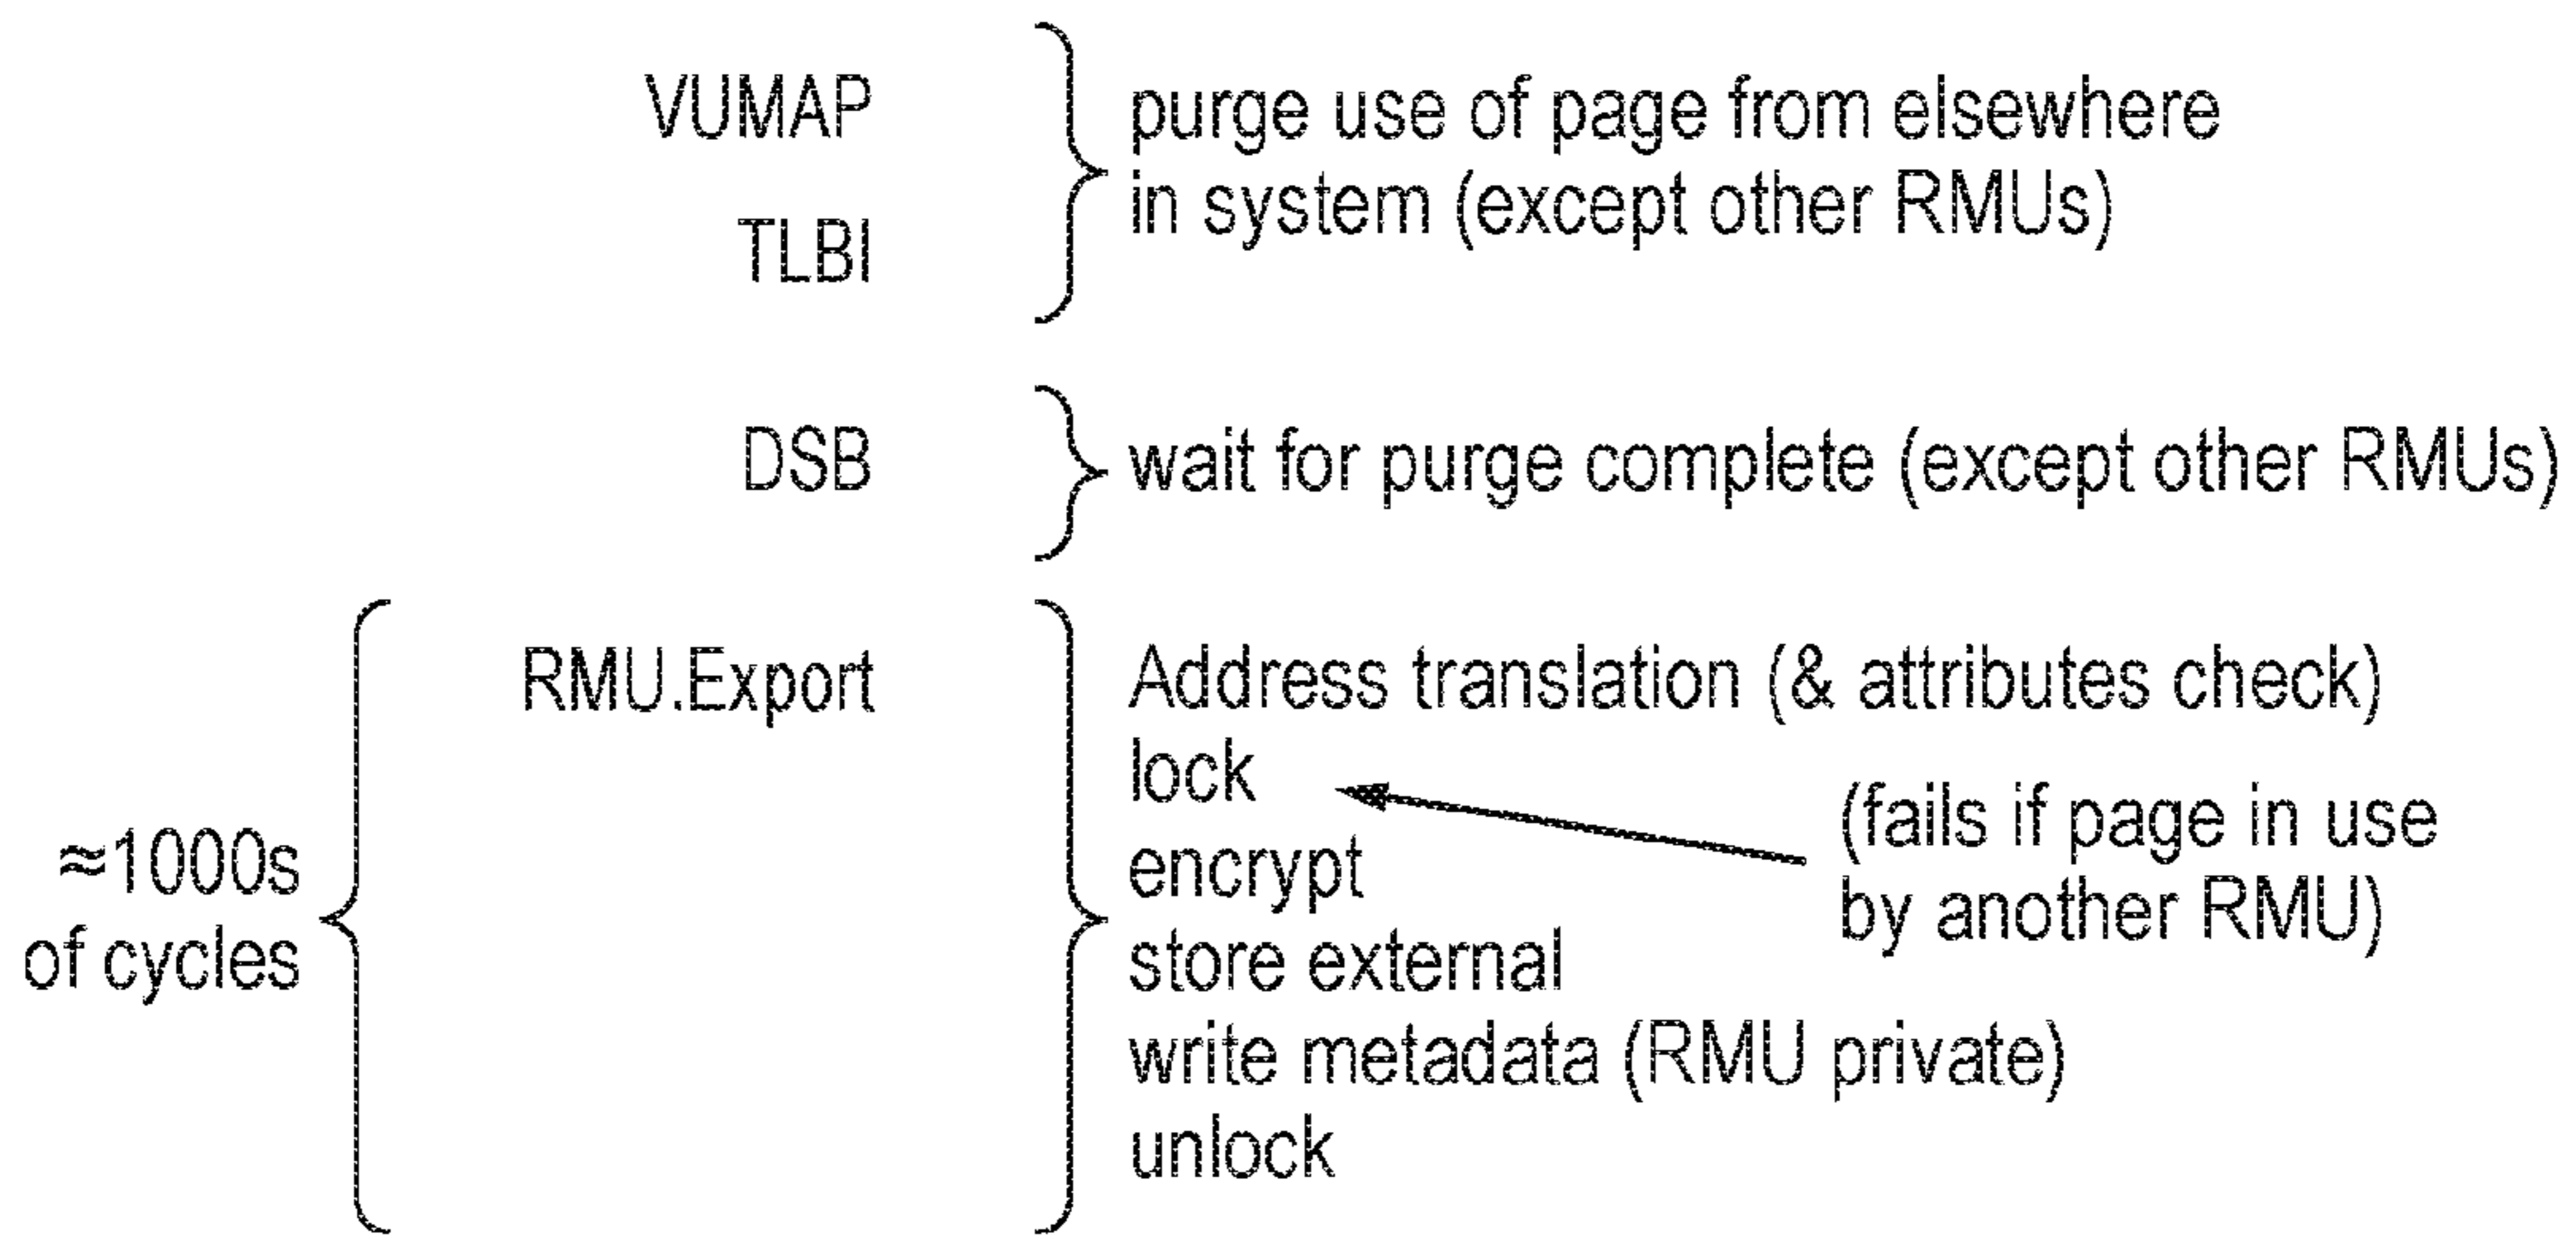 VUMAP
TLBI
purge use of page from elsewhere
in system (except other RMUs)
DSB
wait for purge complete (except other RMUs)
≈1000s
of cycles
RMU.Export
Address translation (& attributes check)
lock
encrypt
store external
write metadata (RMU private)
unlock
(fails if page in use
by another RMU)